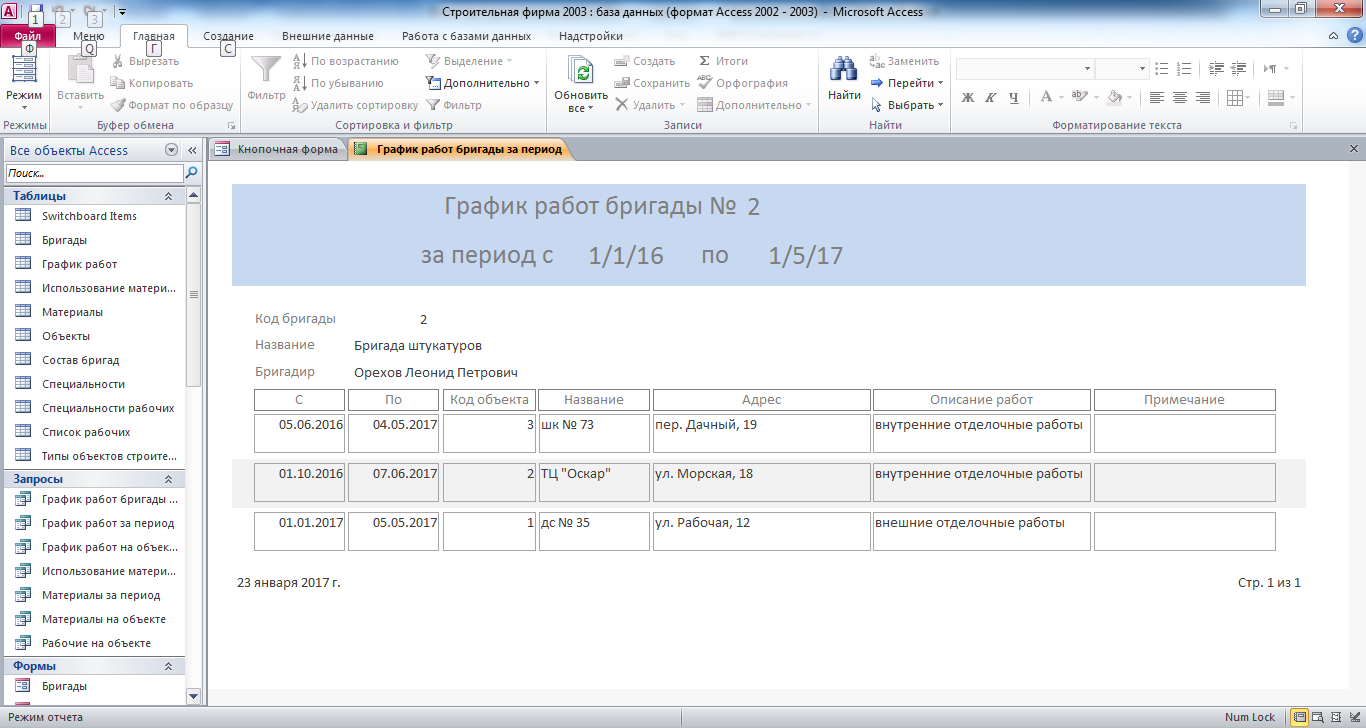 Строительная фирма 2003 : база данных (формат Access 2002 - 2003) - Microsoft Access
1 2 3
Файл Меню Главная Создание Внешние данные Работа с базами данных Надстройки
Ф Q Г С
Режим
Режимы
Вставить
Вырезать
Копировать
Формат по образцу
Буфер обмена
Фильтр
По возрастанию
По убыванию
Удалить сортировку
Выделение
Дополнительно
Фильтр
Сортировка и фильтр
Обновить
все
Создать
Сохранить
Удалить
Итоги
Орфография
Дополнительно
Записи
Найти
Заменить
Перейти
Выбрать
Найти
Ж К Ч А
Форматирование текста
Все объекты Access
Поиск...
Таблицы
Switchboard Items
Бригады
График работ
Использование матери...
Материалы
Объекты
Состав бригад
Специальности
Специальности рабочих
Список рабочих
Типы объектов строите...
Запросы
График работ бригады ...
График работ за период
График работ на объек...
Использование матери...
Материалы за период
Материалы на объекте
Рабочие на объекте
Формы
Бригады
Кнопочная форма График работ бригады за период
График работ бригады № 2
за период с 1/1/16 по 1/5/17
Код бригады 2
Название Бригада штукатуров
Бригадир Орехов Леонид Петрович
С По Код объекта Название Адрес Описание работ Примечание
05.06.2016 04.05.2017 3 шк № 73 пер. Дачный, 19 внутренние отделочные работы
01.10.2016 07.06.2017 2 ТЦ "Оскар" ул. Морская, 18 внутренние отделочные работы
01.01.2017 05.05.2017 1 дс № 35 ул. Рабочая, 12 внешние отделочные работы
23 января 2017 г. Стр. 1 из 1
Режим отчета Num Lock